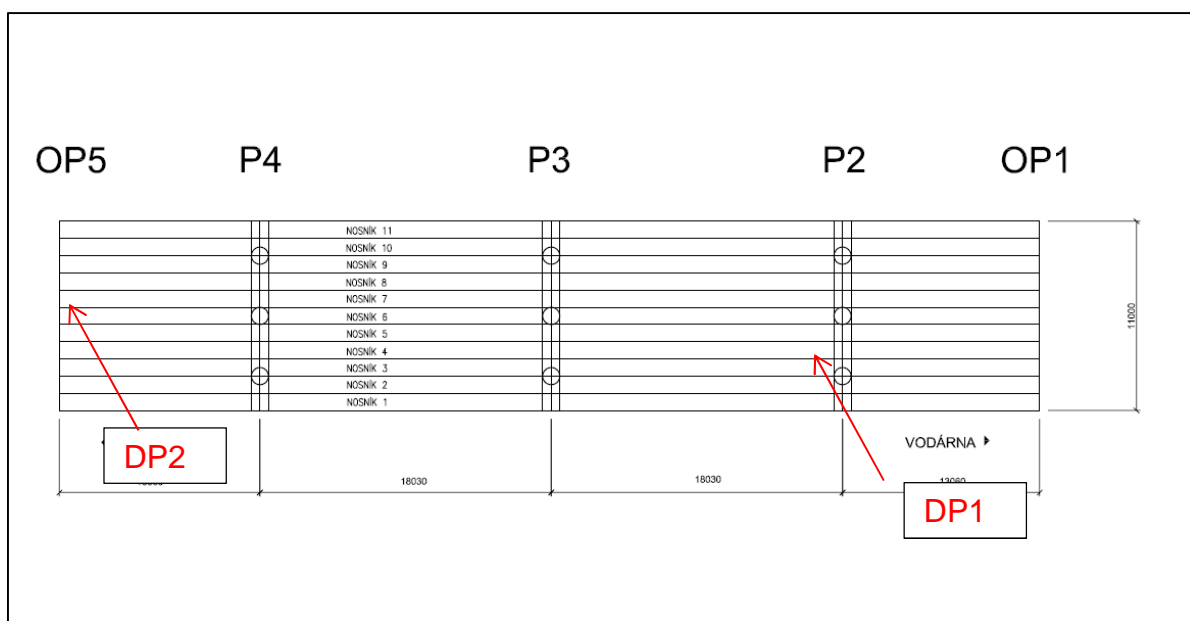 OP5 P4 P3 P2 OP1
NOSNÍK 11
NOSNÍK 10
NOSNÍK 9
NOSNÍK 8
NOSNÍK 7
NOSNÍK 6
NOSNÍK 5
NOSNÍK 4
NOSNÍK 3
NOSNÍK 2
NOSNÍK 1
11000
VODÁRNA
DP2
18030
18030
13060
DP1